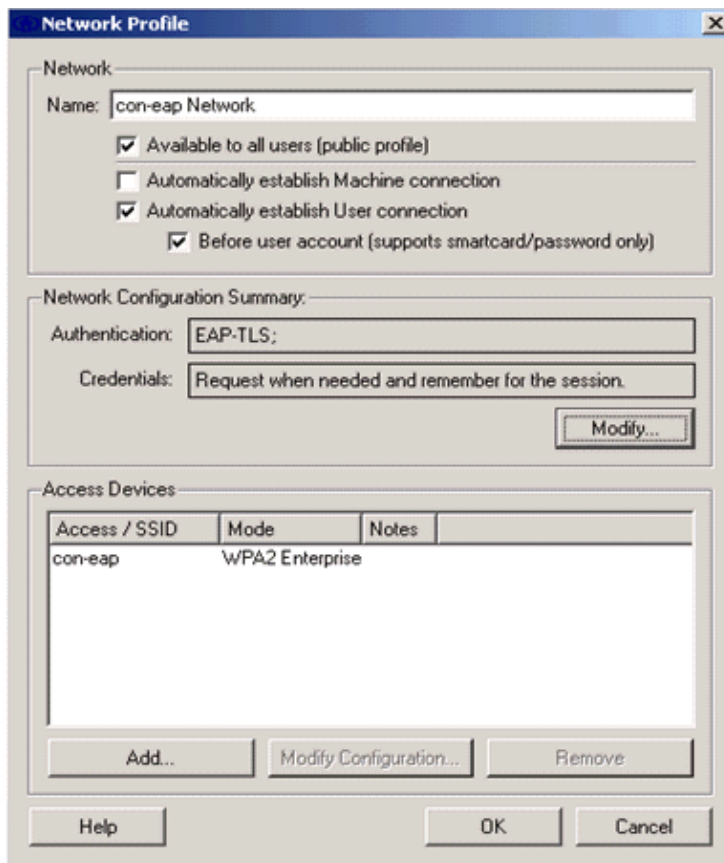 Network Profile
Network
Name: con-eap Network
Available to all users (public profile)
Automatically establish Machine connection
Automatically establish User connection
Before user account (supports smartcard/password only)
Network Configuration Summary:
Authentication: EAP-TLS;
Credentials: Request when needed and remember for the session.
Modify...
Access Devices
Access / SSID Mode Notes
con-eap WPA2 Enterprise
Add... Modify Configuration... Remove
Help OK Cancel